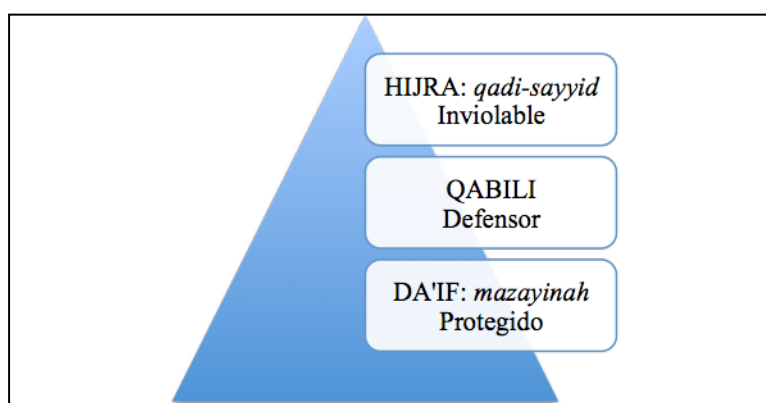 HIJRA: qadi-sayyid
Inviolable
QABILI
Defensor
DA'IF: mazayinah
Protegido